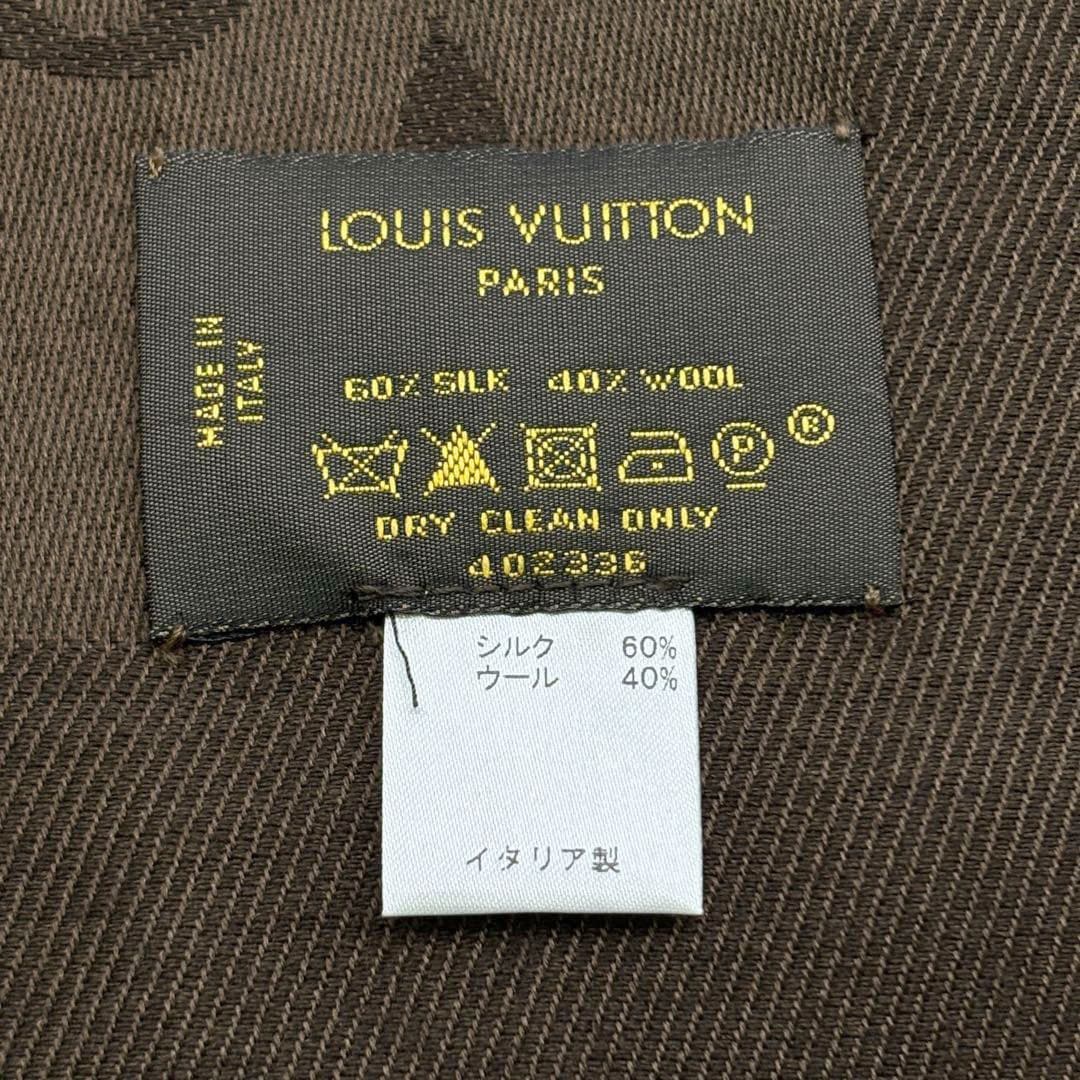 LOUIS VUITTON
PARIS
MADE IN
ITALY
60% SILK 40% WOOL
P ®
DRY CLEAN ONLY
402336
シルク 60%
ウール 40%
イタリア製